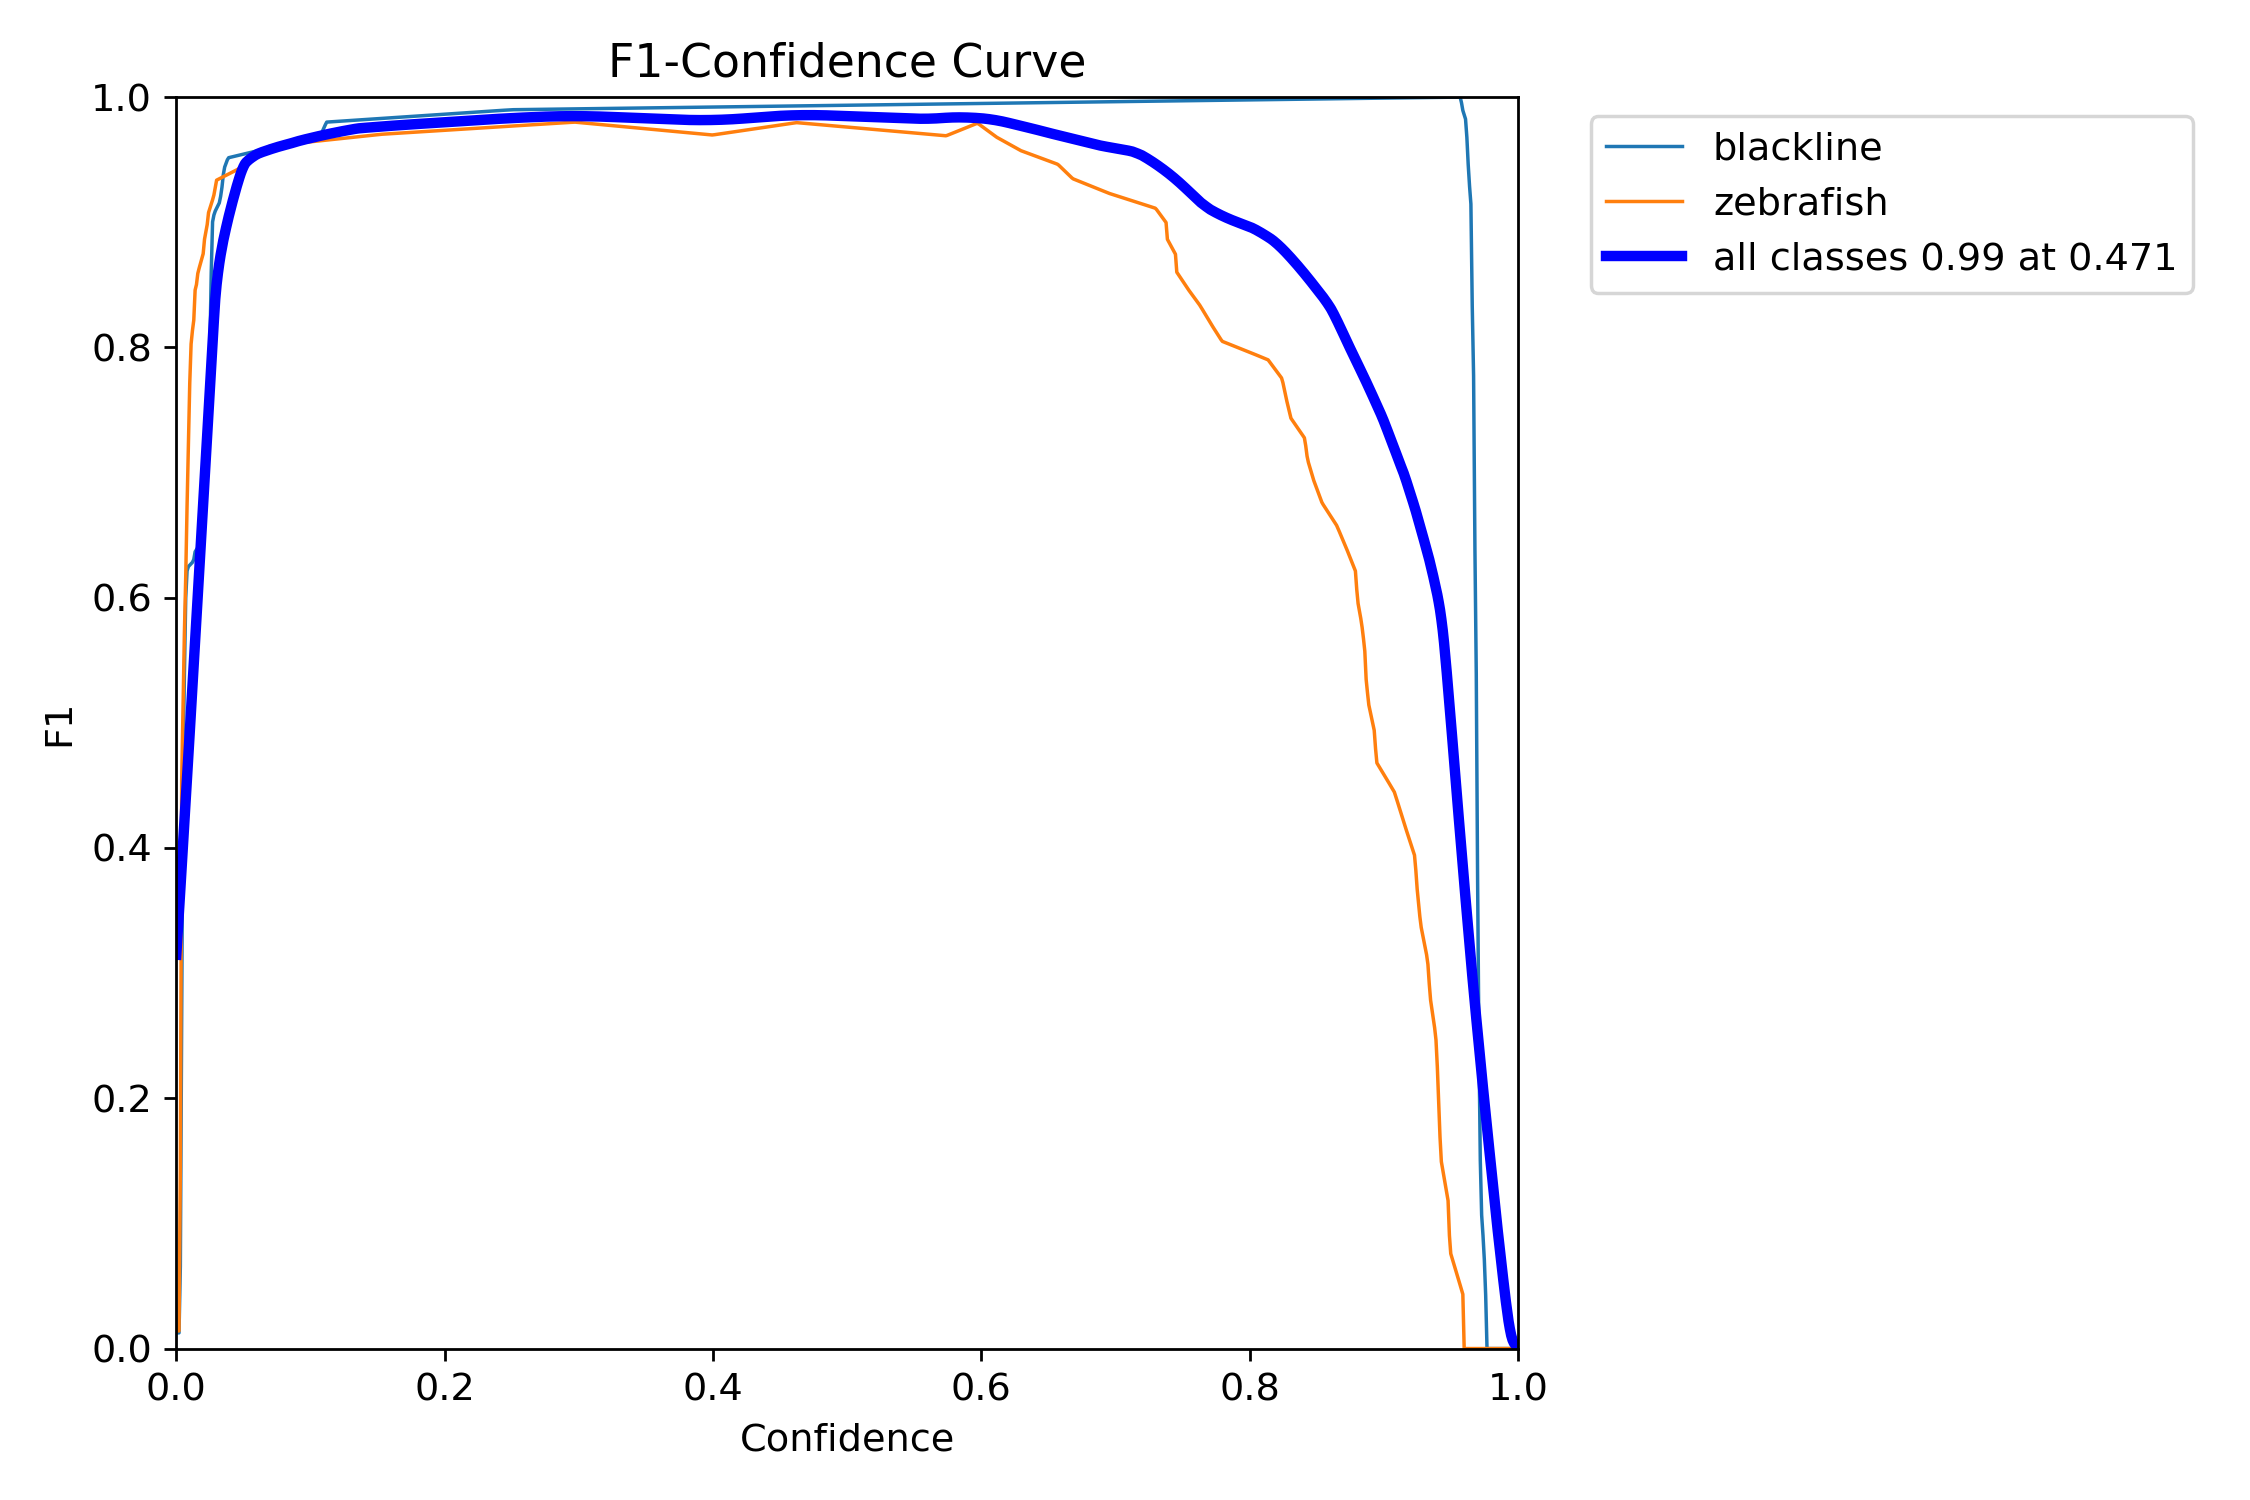 F1-Confidence Curve
1.0
0.8
0.6
0.4
0.2
0.0
F1
0.0 0.2 0.4 0.6 0.8 1.0
Confidence
blackline
zebrafish
all classes 0.99 at 0.471